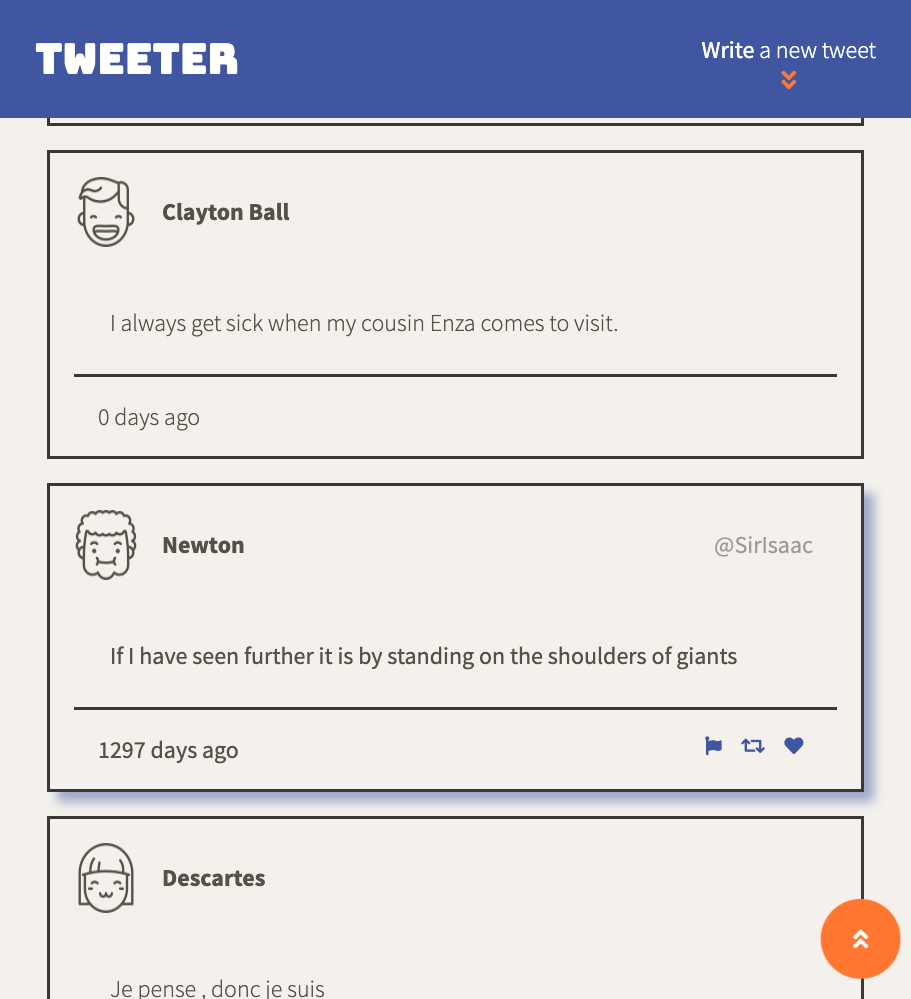 TWEETER
Write a new tweet
Clayton Ball
I always get sick when my cousin Enza comes to visit.
0 days ago
Newton
@SirIsaac
If I have seen further it is by standing on the shoulders of giants
1297 days ago
Descartes
Je pense , donc je suis